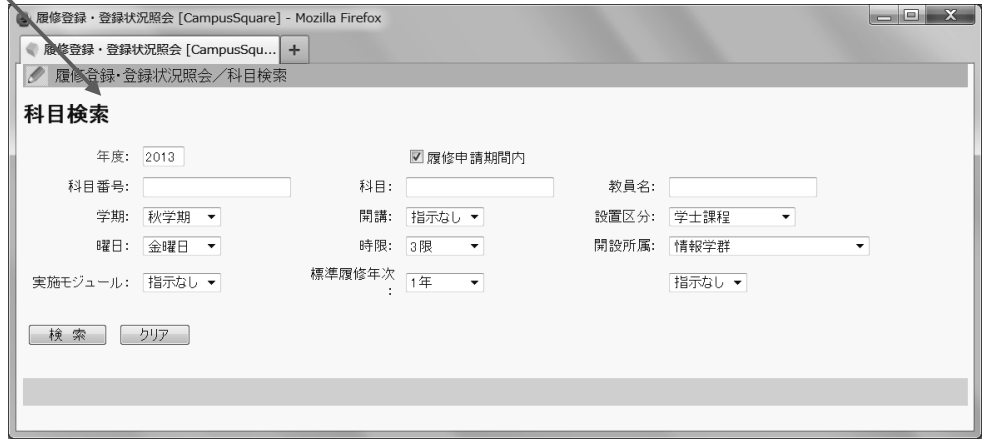 履修登録・登録状況照会 [CampusSquare] - Mozilla Firefox
履修登録・登録状況照会 [CampusSqu... +
履修登録・登録状況照会／科目検索
科目検索
年度: 2013 履修申請期間内
科目番号: 科目: 教員名:
学期: 秋学期 開講: 指示なし 設置区分: 学士課程
曜日: 金曜日 時限: 3限 開設所属: 情報学群
実施モジュール: 指示なし 標準履修年次: 1年 指示なし
検 索 クリア